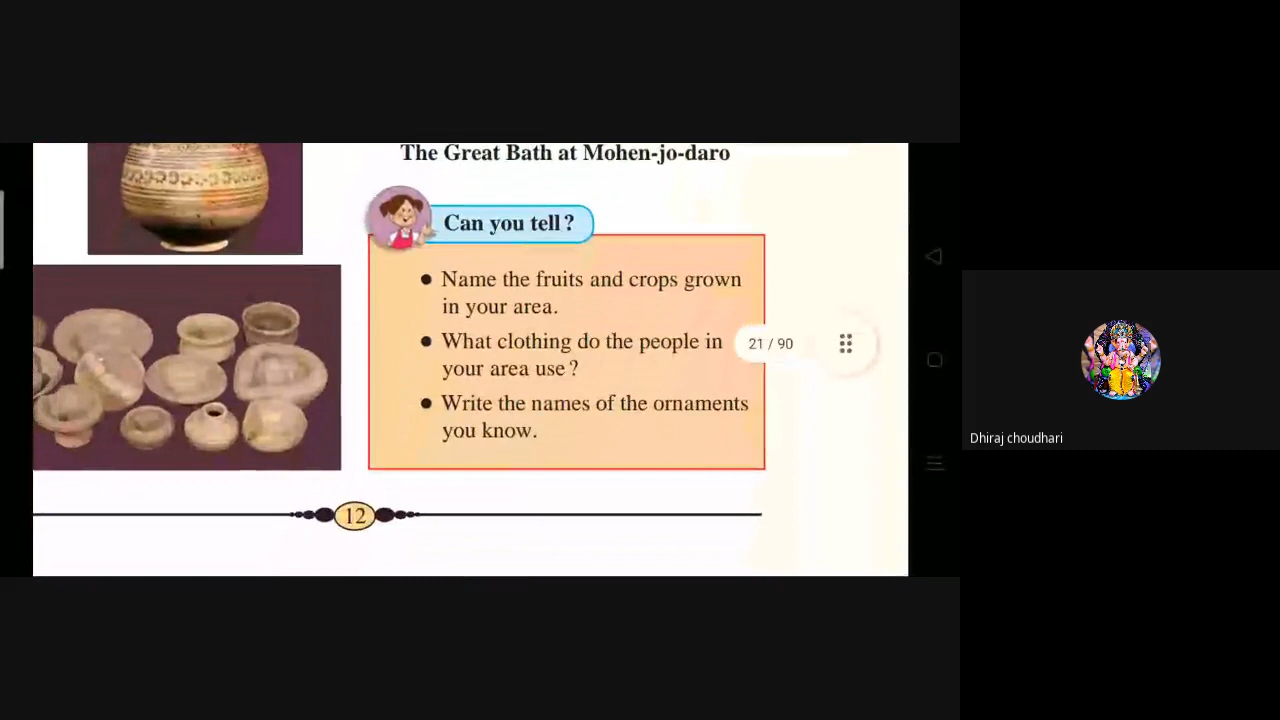 The Great Bath at Mohen-jo-daro
Can you tell?
● Name the fruits and crops grown
in your area.
● What clothing do the people in
your area use?
● Write the names of the ornaments
you know.
21 / 90
12
Dhiraj choudhari